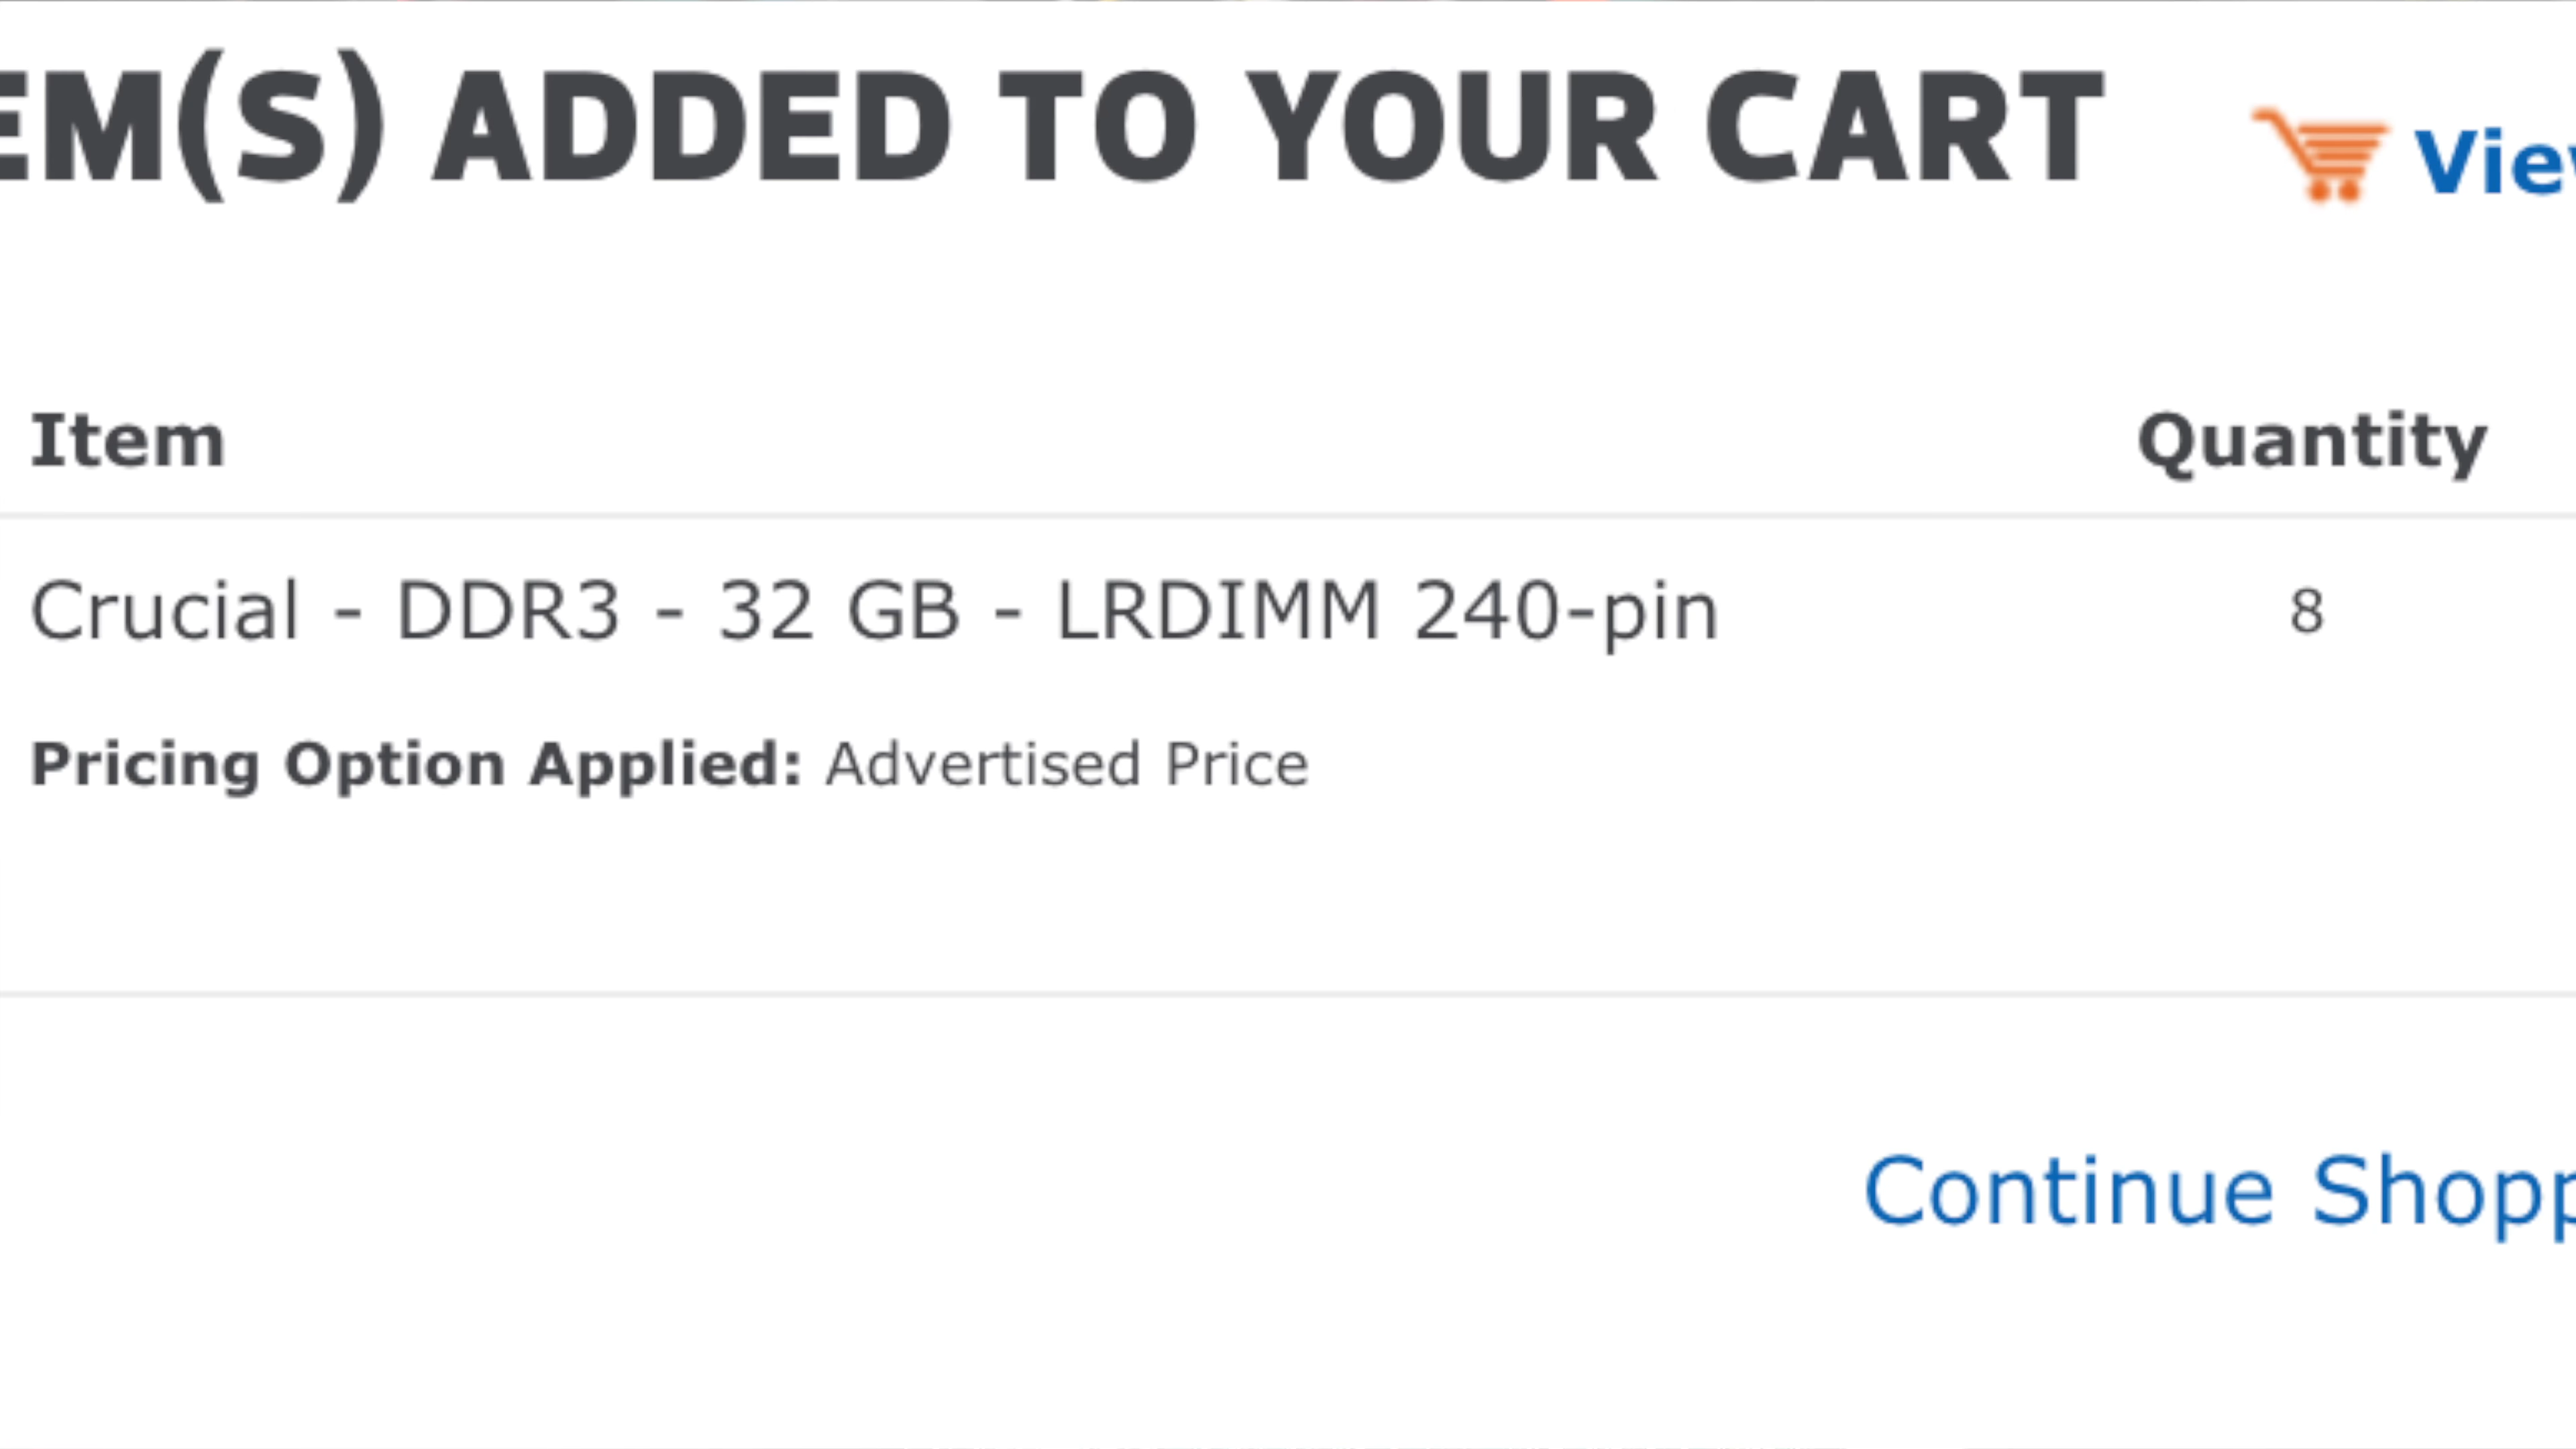 EM(S) ADDED TO YOUR CART
Item Quantity
Crucial - DDR3 - 32 GB - LRDIMM 240-pin 8
Pricing Option Applied: Advertised Price
Continue